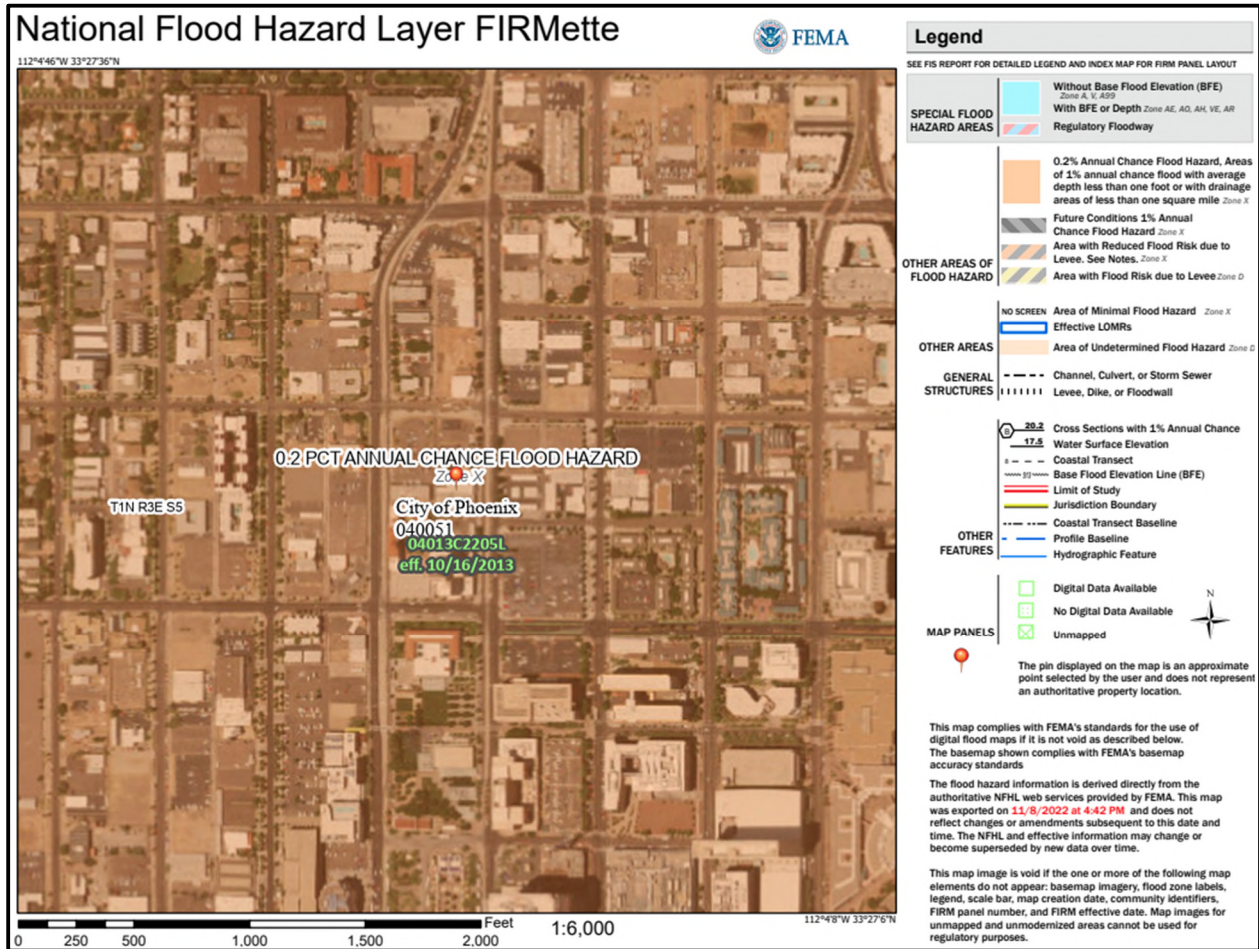 National Flood Hazard Layer FIRMette
FEMA
112°4'46"W 33°27'36"N
0.2 PCT ANNUAL CHANCE FLOOD HAZARD
Zone X
T1N R3E S5
City of Phoenix
040051
04013C2205L
eff. 10/16/2013
112°4'8"W 33°27'6"N
Feet
1:6,000
0
250
500
1,000
1,500
2,000
Legend
SEE FIS REPORT FOR DETAILED LEGEND AND INDEX MAP FOR FIRM PANEL LAYOUT
SPECIAL FLOOD
HAZARD AREAS
Without Base Flood Elevation (BFE)
Zone A, V, A99
With BFE or Depth Zone AE, AO, AH, VE, AR
Regulatory Floodway
OTHER AREAS OF
FLOOD HAZARD
0.2% Annual Chance Flood Hazard, Areas
of 1% annual chance flood with average
depth less than one foot or with drainage
areas of less than one square mile Zone X
Future Conditions 1% Annual
Chance Flood Hazard Zone X
Area with Reduced Flood Risk due to
Levee. See Notes. Zone X
Area with Flood Risk due to Levee Zone D
OTHER AREAS
NO SCREEN Area of Minimal Flood Hazard Zone X
Effective LOMRs
Area of Undetermined Flood Hazard Zone D
GENERAL
STRUCTURES
Channel, Culvert, or Storm Sewer
Levee, Dike, or Floodwall
OTHER
FEATURES
B 20.2 Cross Sections with 1% Annual Chance
17.5 Water Surface Elevation
8 Coastal Transect
513 Base Flood Elevation Line (BFE)
Limit of Study
Jurisdiction Boundary
Coastal Transect Baseline
Profile Baseline
Hydrographic Feature
MAP PANELS
Digital Data Available
No Digital Data Available
Unmapped
N
The pin displayed on the map is an approximate
point selected by the user and does not represent
an authoritative property location.
This map complies with FEMA's standards for the use of
digital flood maps if it is not void as described below.
The basemap shown complies with FEMA's basemap
accuracy standards
The flood hazard information is derived directly from the
authoritative NFHL web services provided by FEMA. This map
was exported on 11/8/2022 at 4:42 PM and does not
reflect changes or amendments subsequent to this date and
time. The NFHL and effective information may change or
become superseded by new data over time.
This map image is void if the one or more of the following map
elements do not appear: basemap imagery, flood zone labels,
legend, scale bar, map creation date, community identifiers,
FIRM panel number, and FIRM effective date. Map images for
unmapped and unmodernized areas cannot be used for
regulatory purposes.